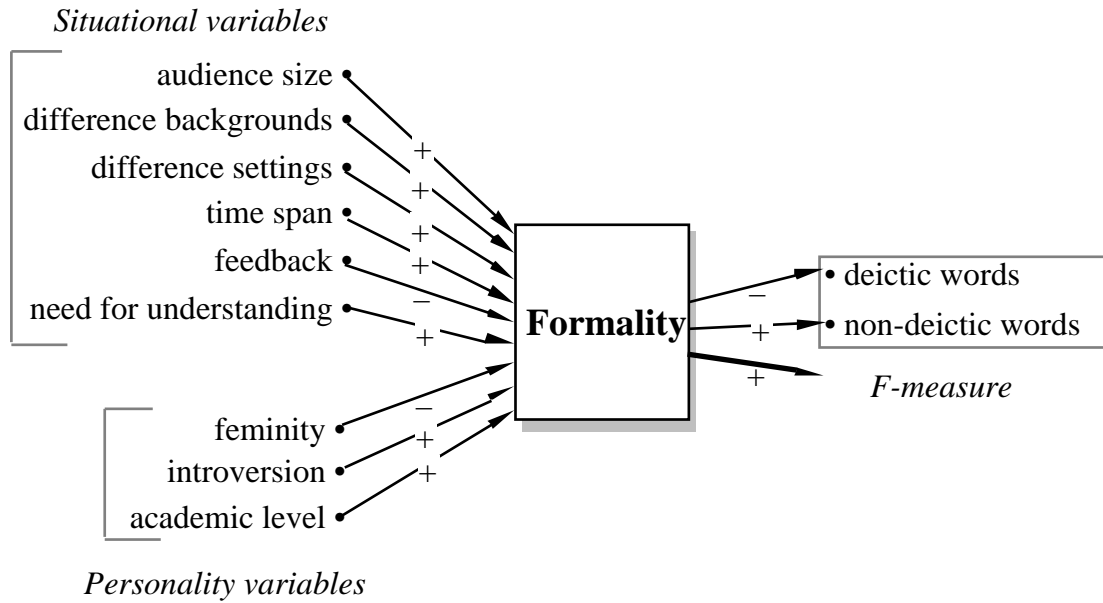 Situational variables
audience size
difference backgrounds
difference settings
time span
feedback
need for understanding
+
+
+
+
−
+
feminity
introversion
academic level
−
+
+
Personality variables
Formality
−
+
+
deictic words
non-deictic words
F-measure